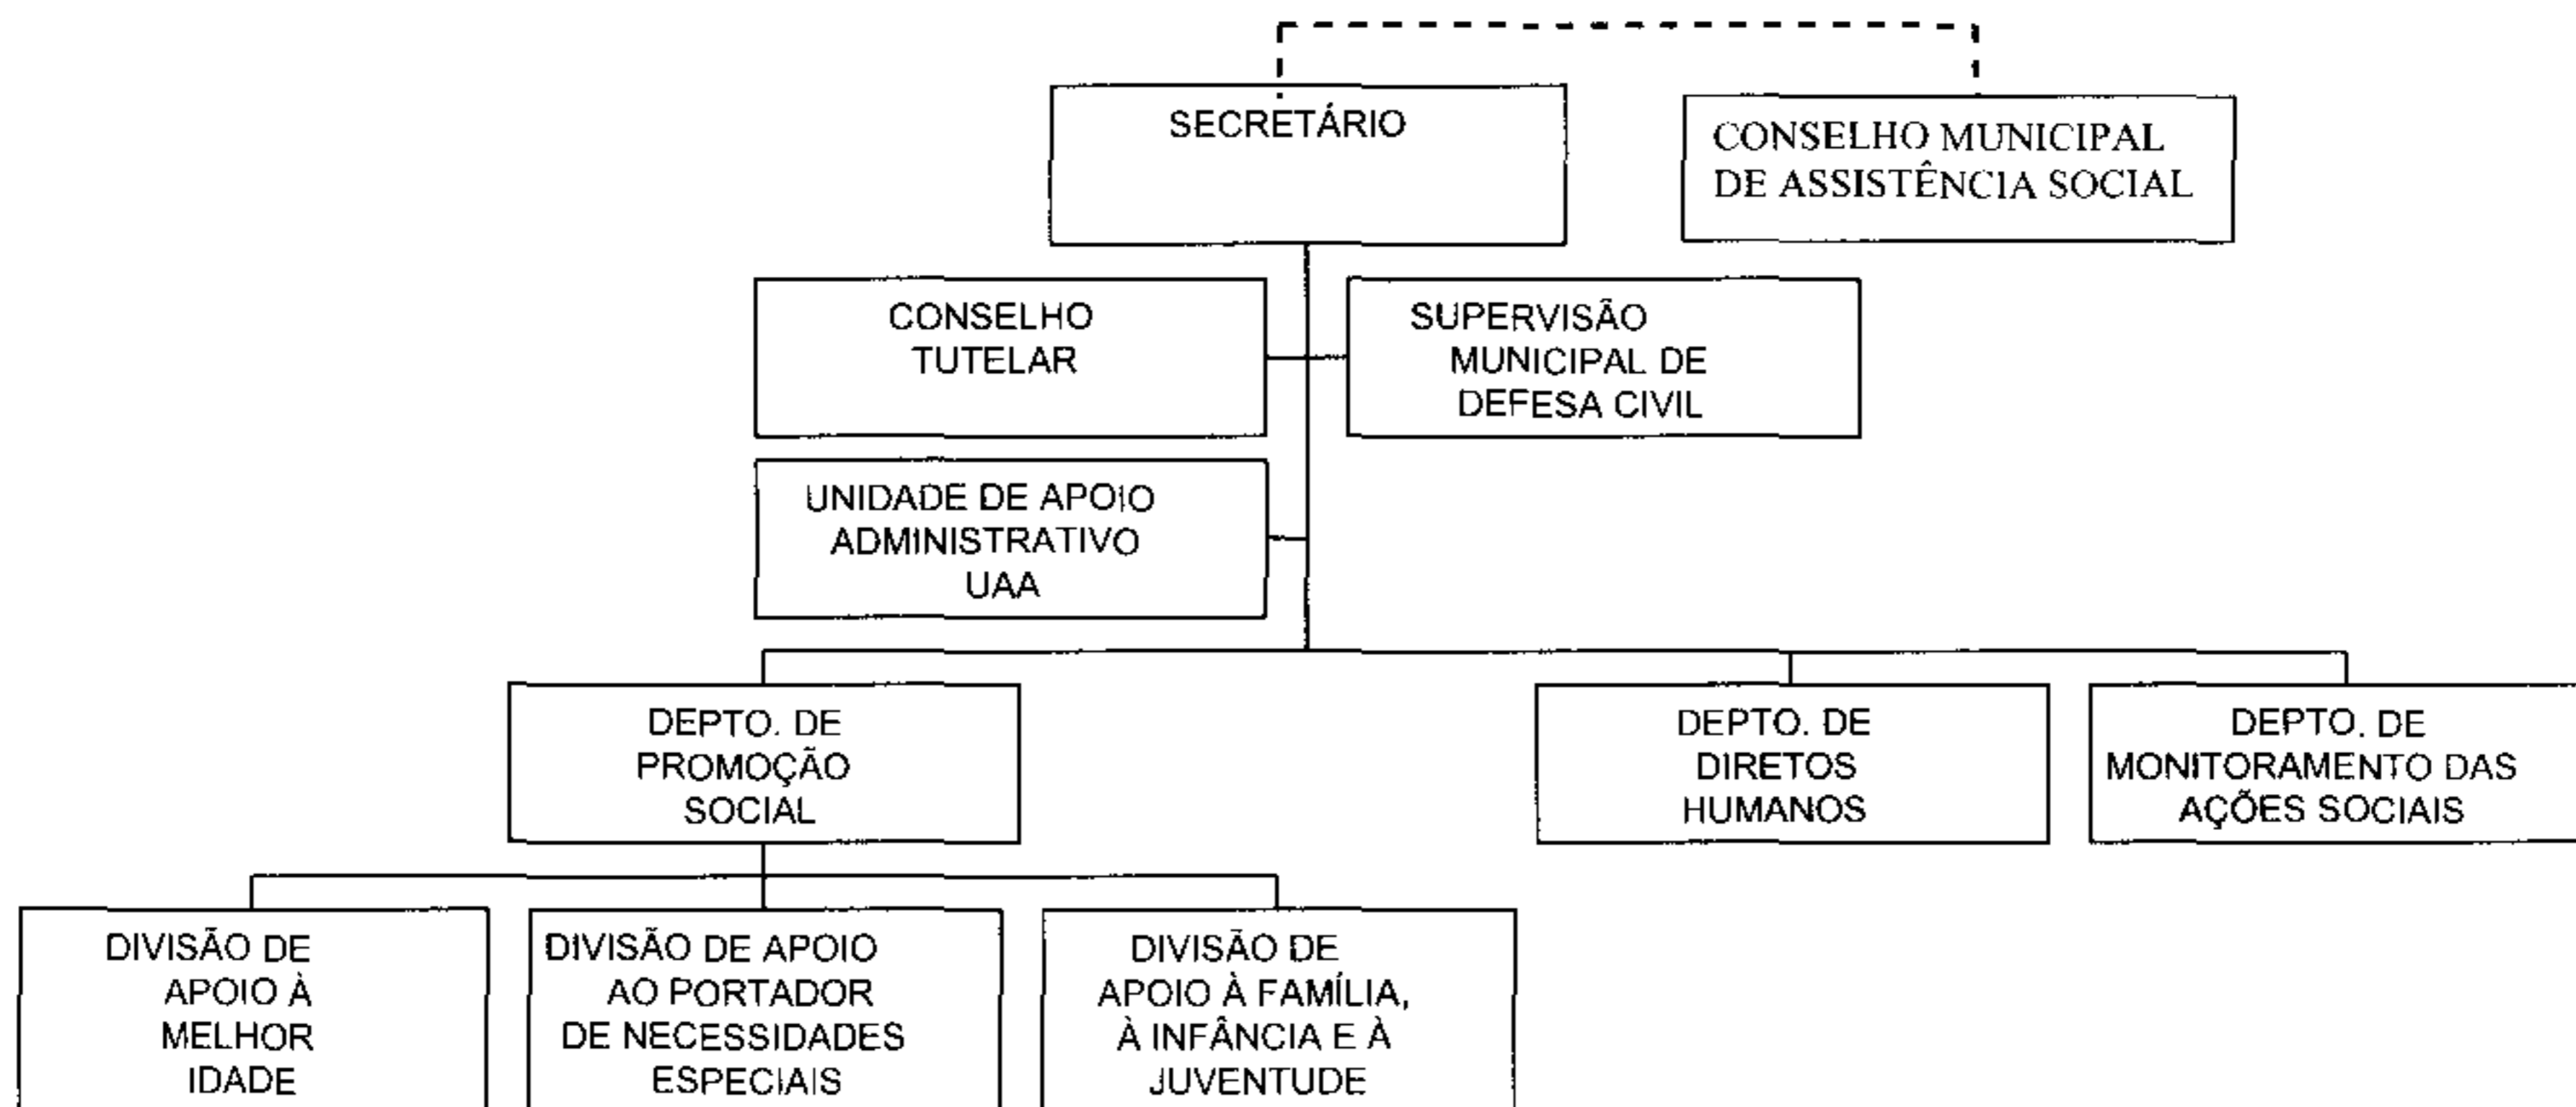 SECRETÁRIO
CONSELHO MUNICIPAL
DE ASSISTÊNCIA SOCIAL
CONSELHO
TUTELAR
SUPERVISÃO
MUNICIPAL DE
DEFESA CIVIL
UNIDADE DE APOIO
ADMINISTRATIVO
UAA
DEPTO. DE
PROMOÇÃO
SOCIAL
DEPTO. DE
DIRETOS
HUMANOS
DEPTO. DE
MONITORAMENTO DAS
AÇÕES SOCIAIS
DIVISÃO DE
APOIO À
MELHOR
IDADE
DIVISÃO DE APOIO
AO PORTADOR
DE NECESSIDADES
ESPECIAIS
DIVISÃO DE
APOIO À FAMÍLIA,
À INFÂNCIA E À
JUVENTUDE